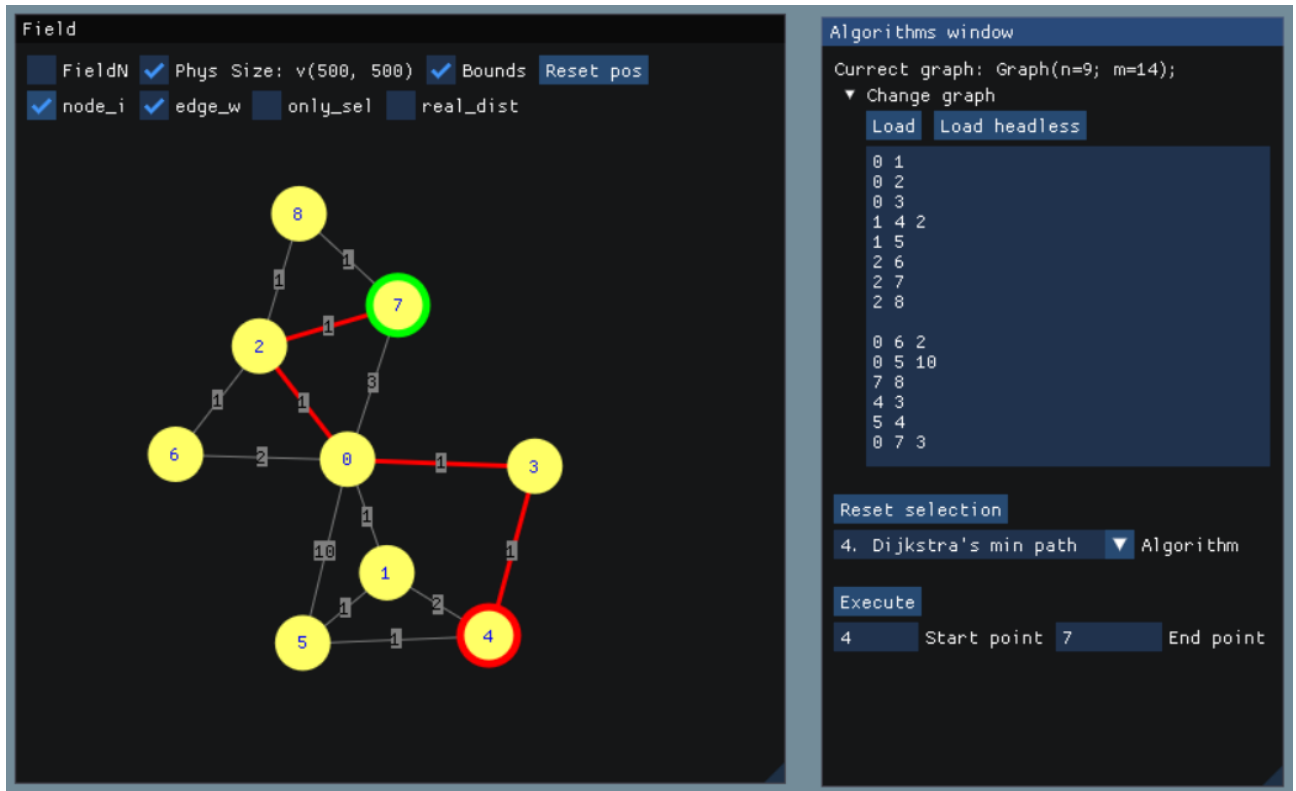 Field
FieldN Phys Size: v(500, 500) Bounds Reset pos
node_i edge_w only_sel real_dist
8
1
1
7
1
2
1
3
1
6
2
0
1
3
1
10
1
1
1
2
1
5
1
4
Algorithms window
Currect graph: Graph(n=9; m=14);
Change graph
Load Load headless
0 1
0 2
0 3
1 4 2
1 5
2 6
2 7
2 8
0 6 2
0 5 10
7 8
4 3
5 4
0 7 3
Reset selection
4. Dijkstra's min path Algorithm
Execute
4 Start point 7 End point